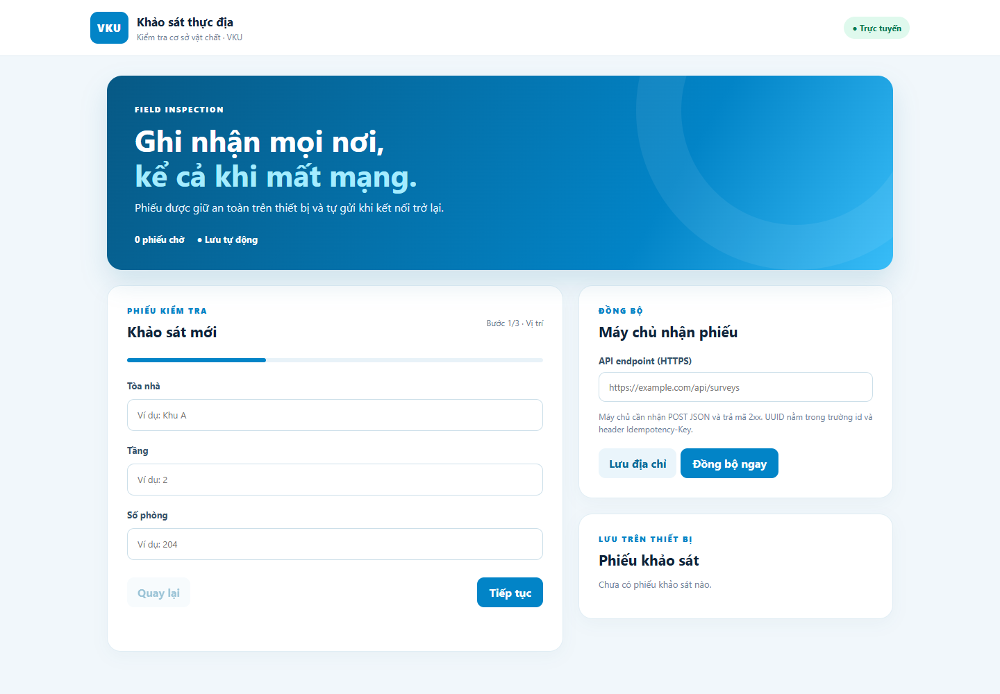 VKU
Khảo sát thực địa
Kiểm tra cơ sở vật chất · VKU
● Trực tuyến
FIELD INSPECTION
Ghi nhận mọi nơi,
kể cả khi mất mạng.
Phiếu được giữ an toàn trên thiết bị và tự gửi khi kết nối trở lại.
0 phiếu chờ ● Lưu tự động
PHIẾU KIỂM TRA
Khảo sát mới
Bước 1/3 · Vị trí
Tòa nhà
Ví dụ: Khu A
Tầng
Ví dụ: 2
Số phòng
Ví dụ: 204
Quay lại
Tiếp tục
ĐỒNG BỘ
Máy chủ nhận phiếu
API endpoint (HTTPS)
https://example.com/api/surveys
Máy chủ cần nhận POST JSON và trả mã 2xx. UUID nằm trong trường id và
header Idempotency-Key.
Lưu địa chỉ
Đồng bộ ngay
LƯU TRÊN THIẾT BỊ
Phiếu khảo sát
Chưa có phiếu khảo sát nào.